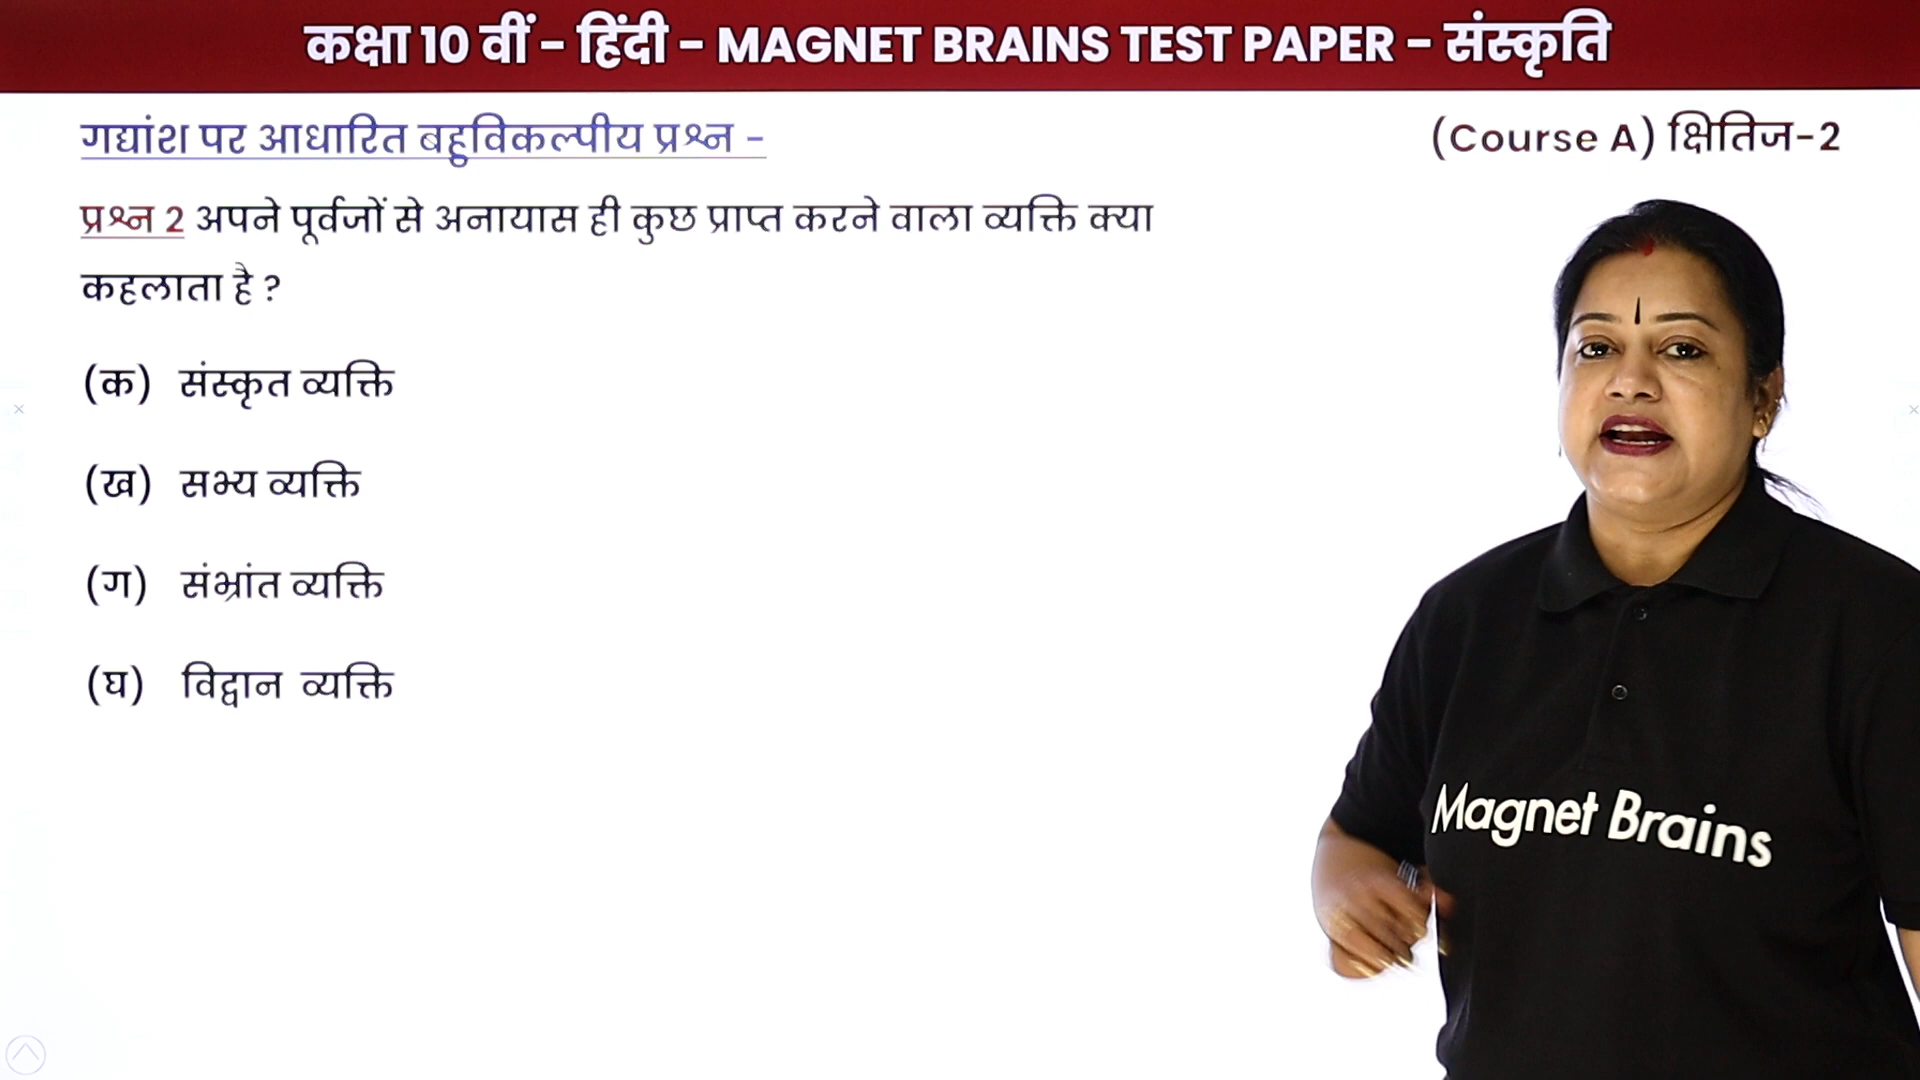 कक्षा 10 वीं - हिंदी - MAGNET BRAINS TEST PAPER - संस्कृति
गद्यांश पर आधारित बहुविकल्पीय प्रश्न -
(Course A) क्षितिज-2
प्रश्न 2 अपने पूर्वजों से अनायास ही कुछ प्राप्त करने वाला व्यक्ति क्या
कहलाता है ?
(क) संस्कृत व्यक्ति
(ख) सभ्य व्यक्ति
(ग) संभ्रांत व्यक्ति
(घ) विद्वान व्यक्ति
Magnet Brains